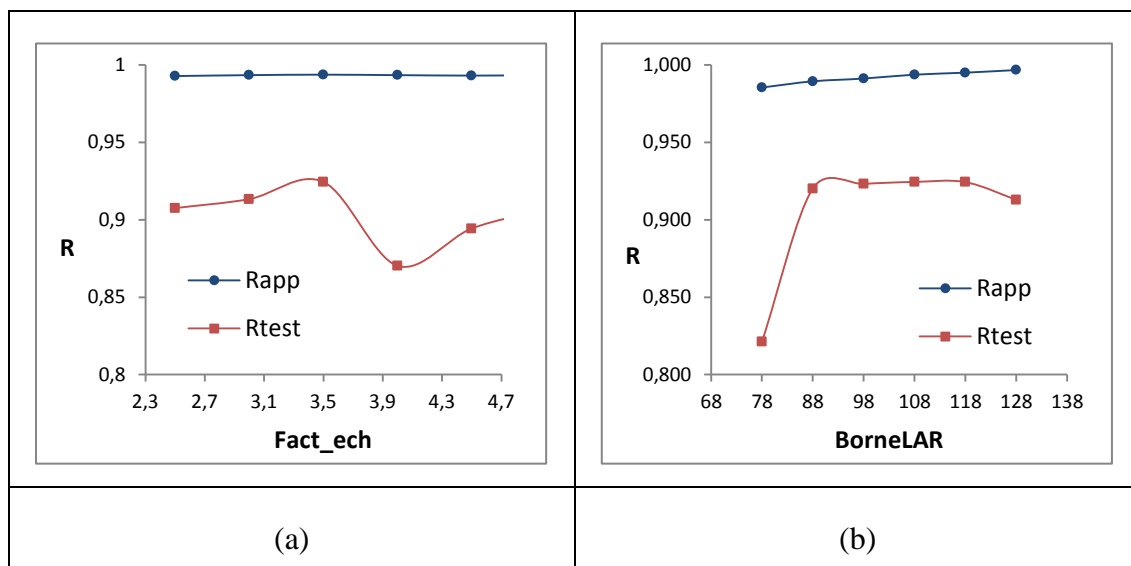 1
0,95
0,9
0,85
0,8
R
Rapp
Rtest
2,3 2,7 3,1 3,5 3,9 4,3 4,7
Fact_ech
1,000
0,950
0,900
0,850
0,800
R
Rapp
Rtest
68 78 88 98 108 118 128 138
BorneLAR
(a)
(b)